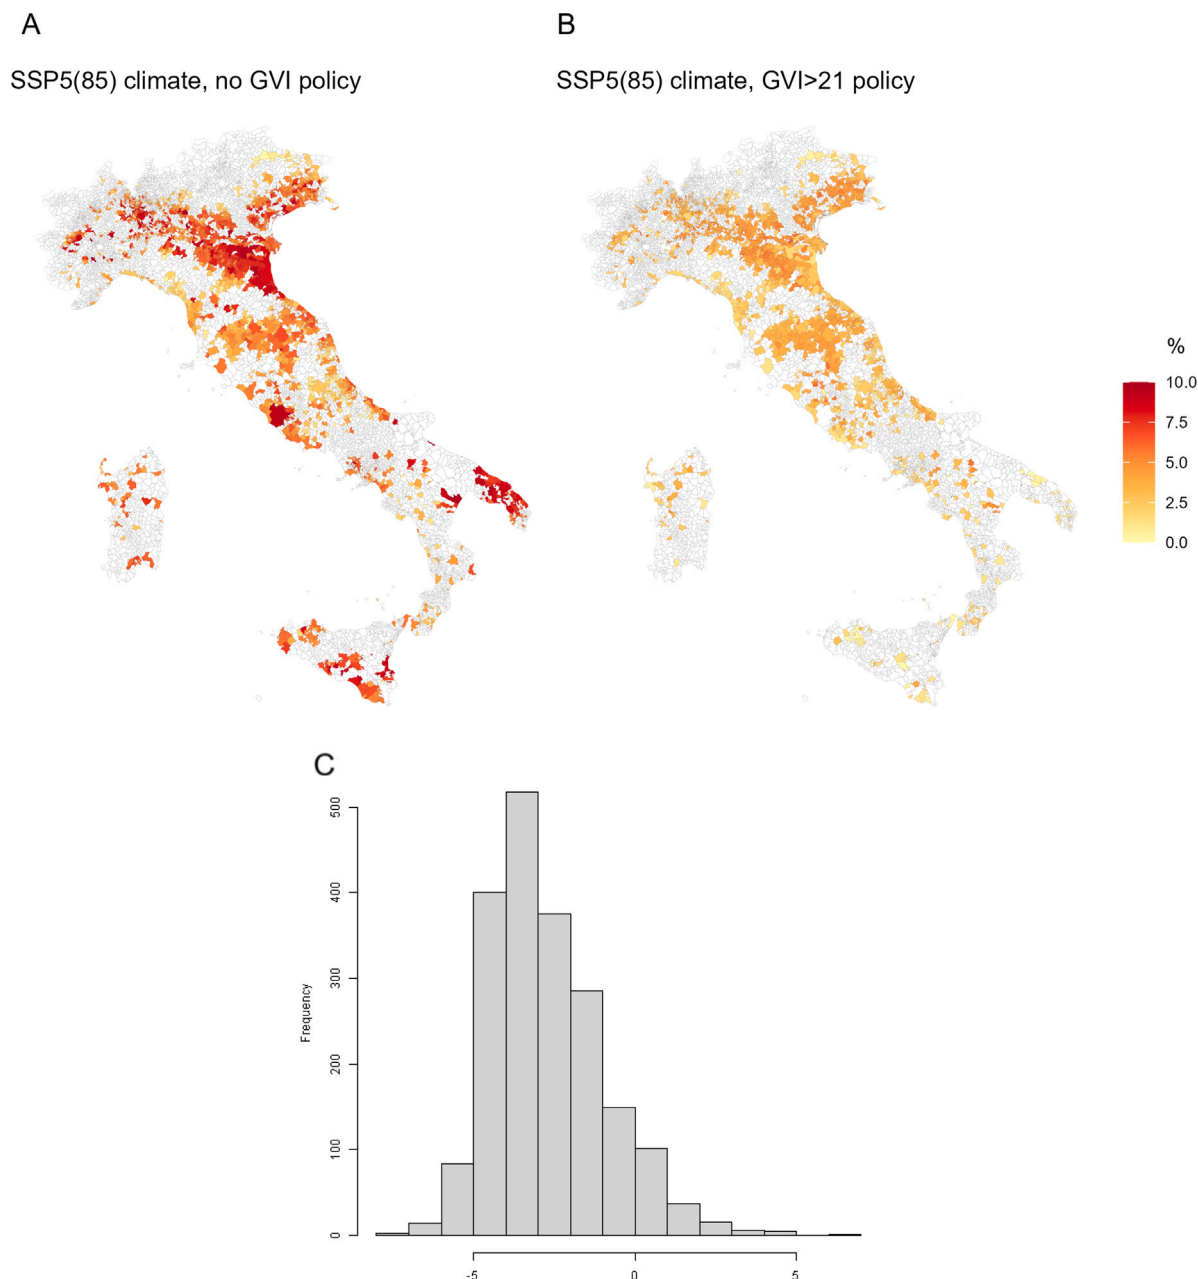 A
B
SSP5(85) climate, no GVI policy
SSP5(85) climate, GVI>21 policy
%
10.0
7.5
5.0
2.5
0.0
C
500
400
300
200
100
0
Frequency
-5
0
5